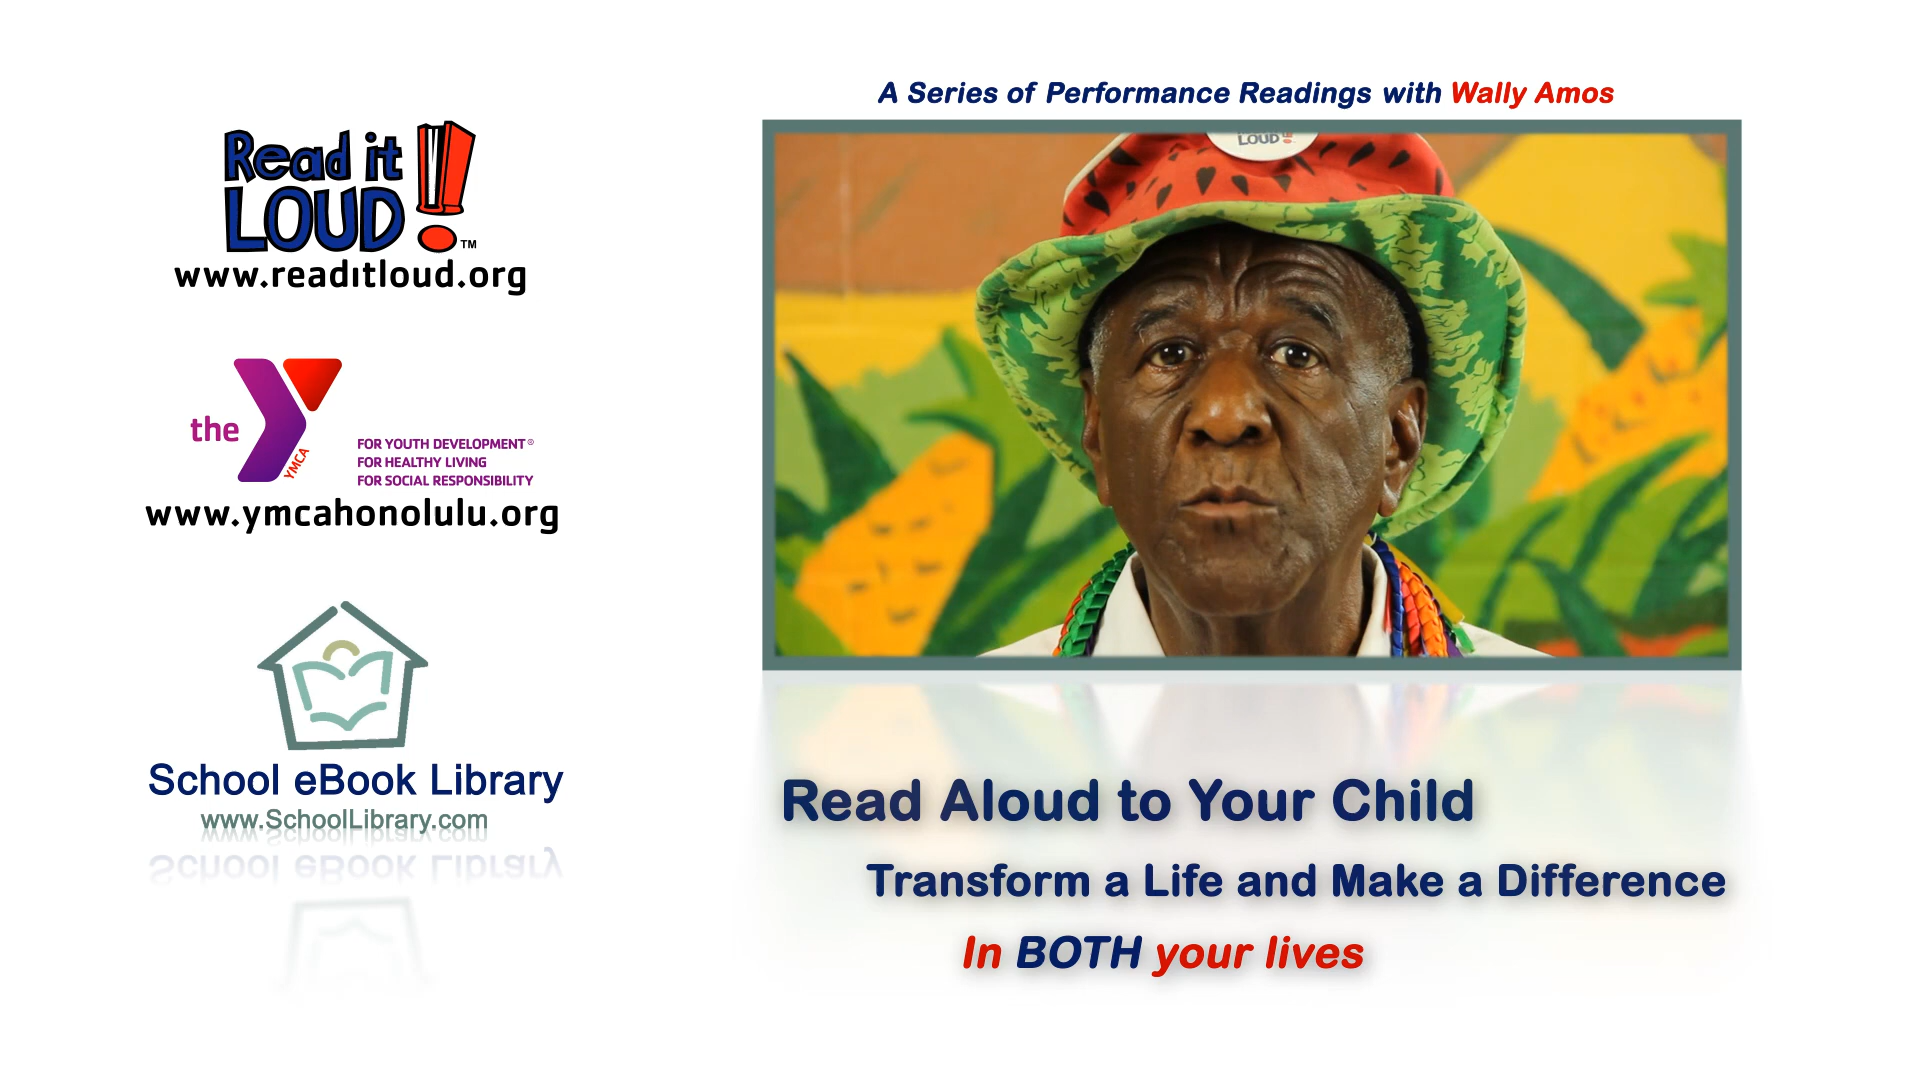 A Series of Performance Readings with Wally Amos
Read it
LOUD!
TM
www.readitloud.org
the
YMCA
FOR YOUTH DEVELOPMENT®
FOR HEALTHY LIVING
FOR SOCIAL RESPONSIBILITY
www.ymcahonolulu.org
School eBook Library
www.SchoolLibrary.com
LOUD!
Read Aloud to Your Child
Transform a Life and Make a Difference
In BOTH your lives